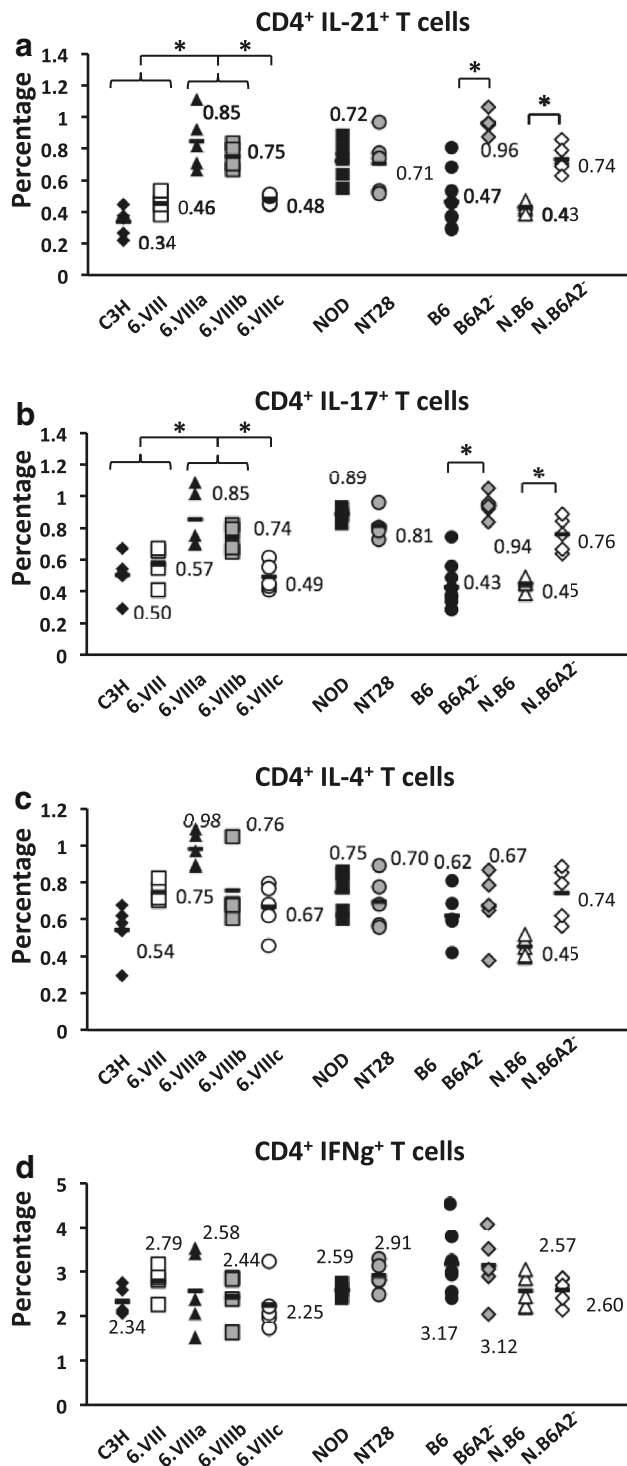 a
CD4⁺ IL-21⁺ T cells
Percentage
1.4
1.2
1
0.8
0.6
0.4
0.2
0
* * * *
0.34
0.46
0.85
0.75
0.48
0.72
0.71
0.47
0.96
0.43
0.74
C3H
6.VIII
6.VIIIa
6.VIIIb
6.VIIIc
NOD
NT28
B6
B6A2⁻
N.B6
N.B6A2⁻
b
CD4⁺ IL-17⁺ T cells
Percentage
1.4
1.2
1
0.8
0.6
0.4
0.2
0
* * * *
0.50
0.57
0.85
0.74
0.49
0.89
0.81
0.43
0.94
0.45
0.76
C3H
6.VIII
6.VIIIa
6.VIIIb
6.VIIIc
NOD
NT28
B6
B6A2⁻
N.B6
N.B6A2⁻
c
CD4⁺ IL-4⁺ T cells
Percentage
1.2
1
0.8
0.6
0.4
0.2
0
0.54
0.75
0.98
0.76
0.67
0.75
0.70
0.62
0.67
0.45
0.74
C3H
6.VIII
6.VIIIa
6.VIIIb
6.VIIIc
NOD
NT28
B6
B6A2⁻
N.B6
N.B6A2⁻
d
CD4⁺ IFNg⁺ T cells
Percentage
5
4
3
2
1
0
2.34
2.79
2.58
2.44
2.25
2.59
2.91
3.17
3.12
2.57
2.60
C3H
6.VIII
6.VIIIa
6.VIIIb
6.VIIIc
NOD
NT28
B6
B6A2⁻
N.B6
N.B6A2⁻